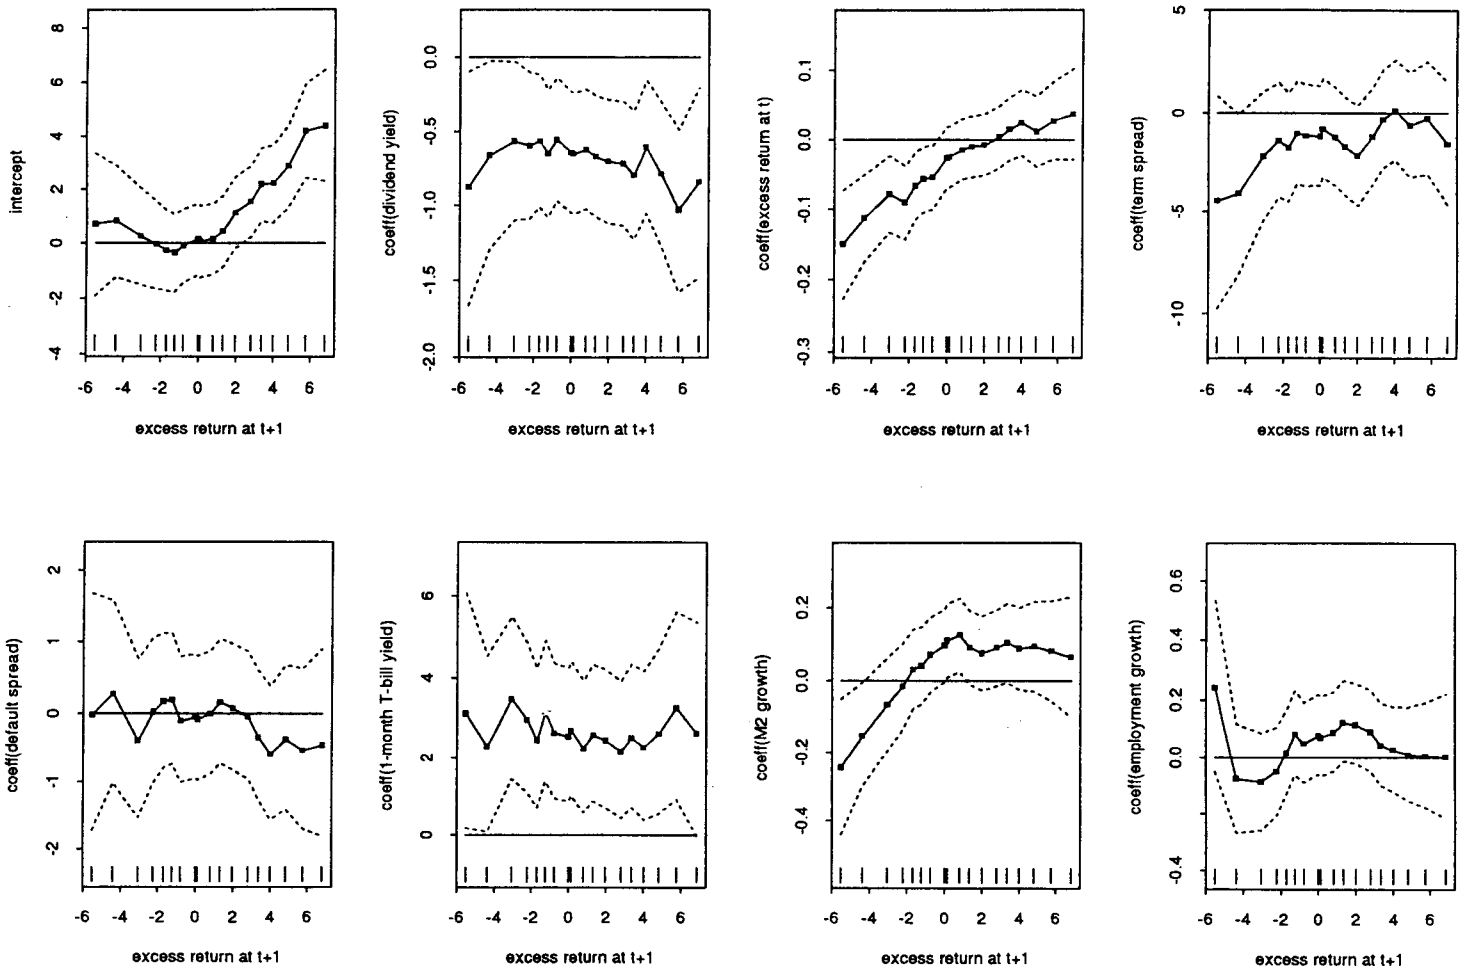 intercept
8
6
4
2
0
-2
-4
-6 -4 -2 0 2 4 6
excess return at t+1
coeff(dividend yield)
0.0
-0.5
-1.0
-1.5
-2.0
-6 -4 -2 0 2 4 6
excess return at t+1
coeff(excess return at t)
0.1
0.0
-0.1
-0.2
-0.3
-6 -4 -2 0 2 4 6
excess return at t+1
coeff(term spread)
5
0
-5
-10
-6 -4 -2 0 2 4 6
excess return at t+1
coeff(default spread)
2
1
0
-1
-2
-6 -4 -2 0 2 4 6
excess return at t+1
coeff(1-month T-bill yield)
6
4
2
0
-6 -4 -2 0 2 4 6
excess return at t+1
coeff(M2 growth)
0.2
0.0
-0.2
-0.4
-6 -4 -2 0 2 4 6
excess return at t+1
coeff(employment growth)
0.6
0.4
0.2
0.0
-0.4
-6 -4 -2 0 2 4 6
excess return at t+1